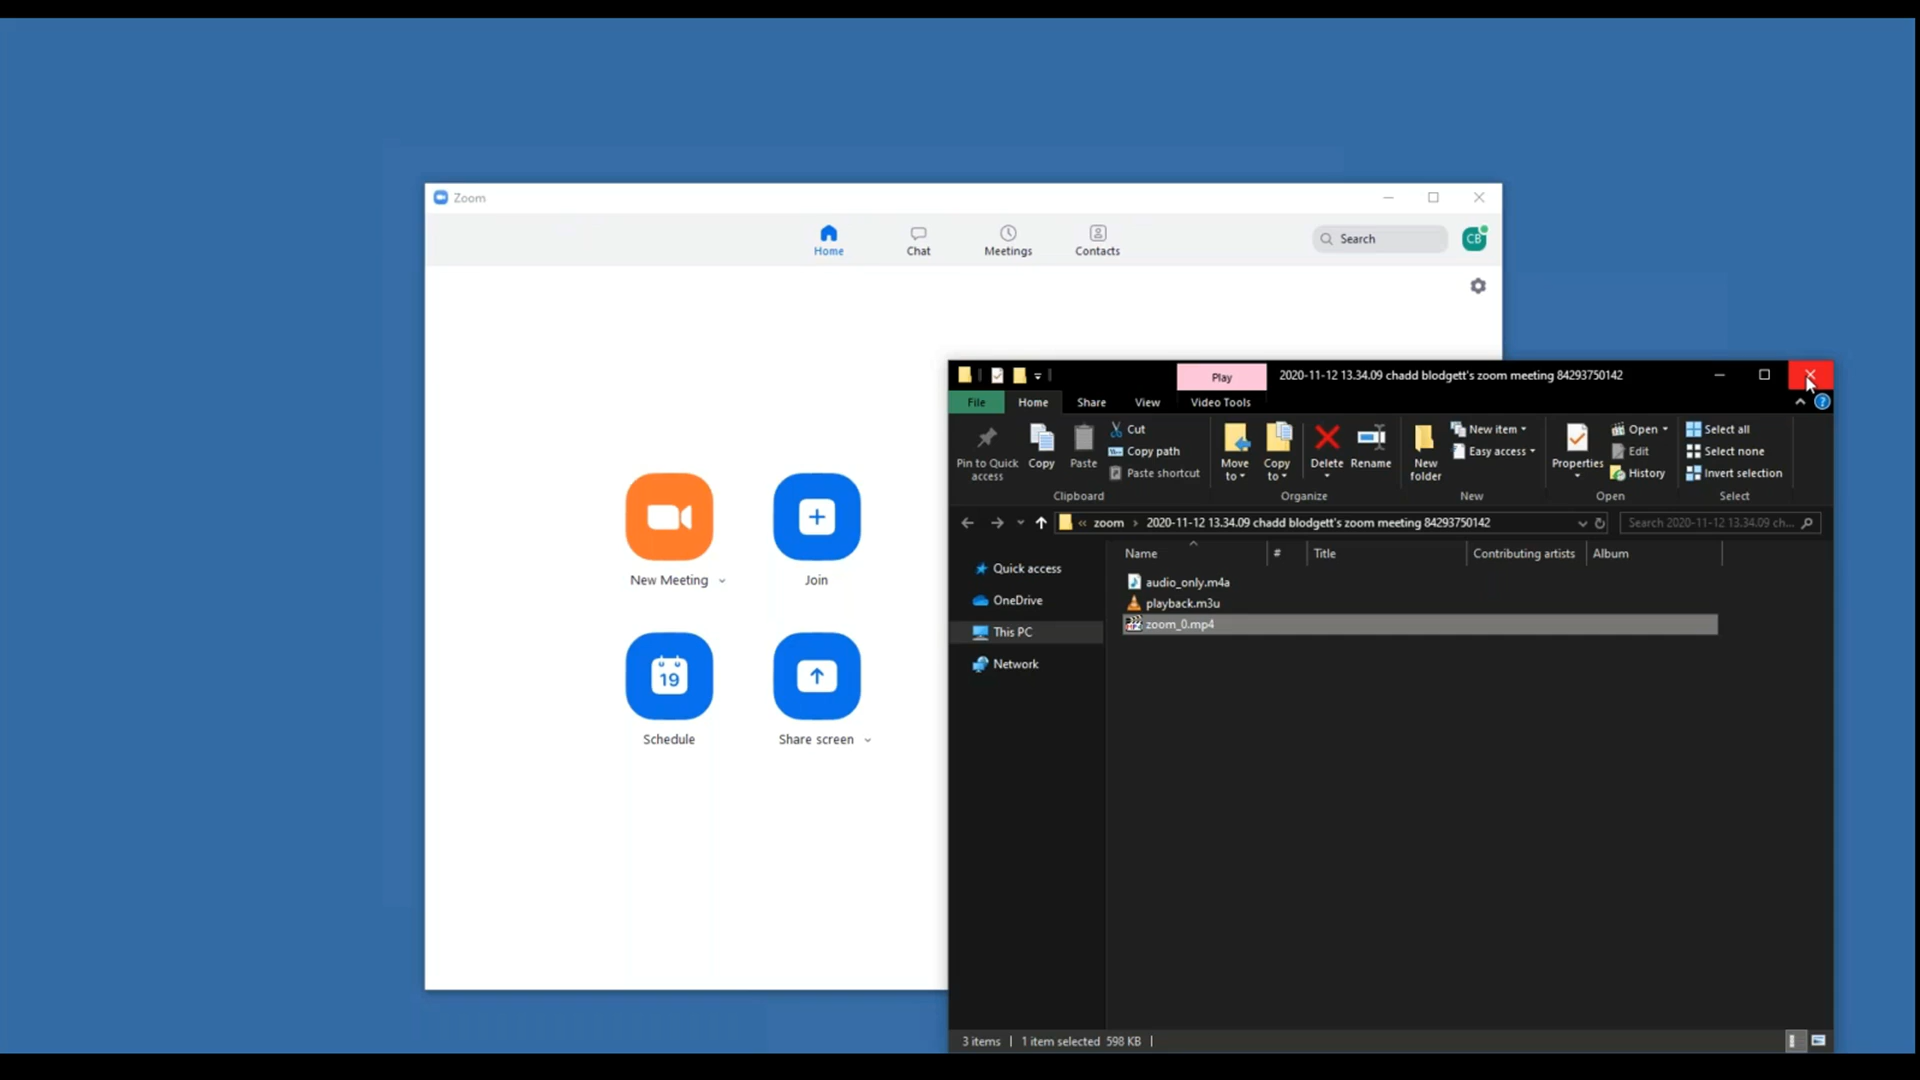 Zoom
Home
Chat
Meetings
Contacts
Search
CB
New Meeting
Join
19
Schedule
Share screen
Play
2020-11-12 13.34.09 chadd blodgett's zoom meeting 84293750142
File
Home
Share
View
Video Tools
Pin to Quick access
Copy
Paste
Cut
Copy path
Paste shortcut
Clipboard
Move to
Copy to
Delete
Rename
Organize
New folder
New item
Easy access
New
Properties
Open
Edit
History
Open
Select all
Select none
Invert selection
Select
« zoom › 2020-11-12 13.34.09 chadd blodgett's zoom meeting 84293750142
Search 2020-11-12 13.34.09 ch...
Name
#
Title
Contributing artists
Album
Quick access
OneDrive
This PC
Network
audio_only.m4a
playback.m3u
zoom_0.mp4
3 items | 1 item selected 598 KB |